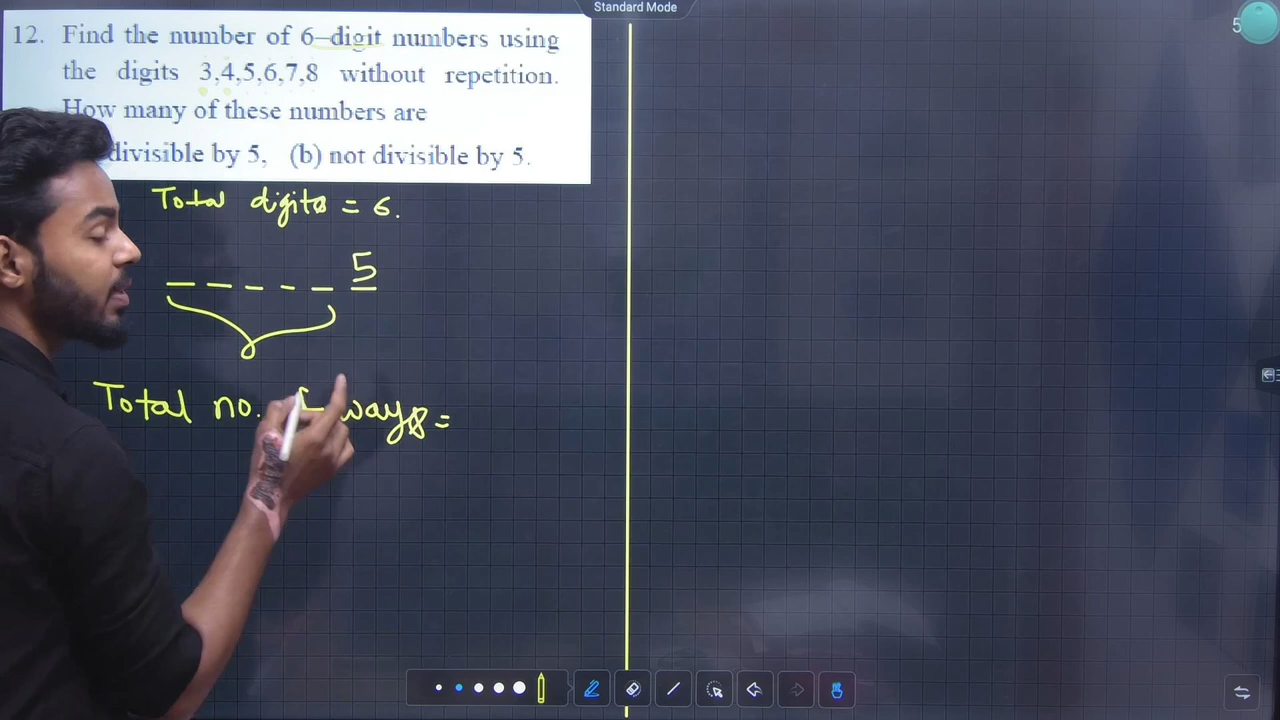 Standard Mode
5
12. Find the number of 6–digit numbers using
the digits 3,4,5,6,7,8 without repetition.
How many of these numbers are
divisible by 5, (b) not divisible by 5.
Total digits = 6.
_ _ _ _ _ 5
Total no. ways =